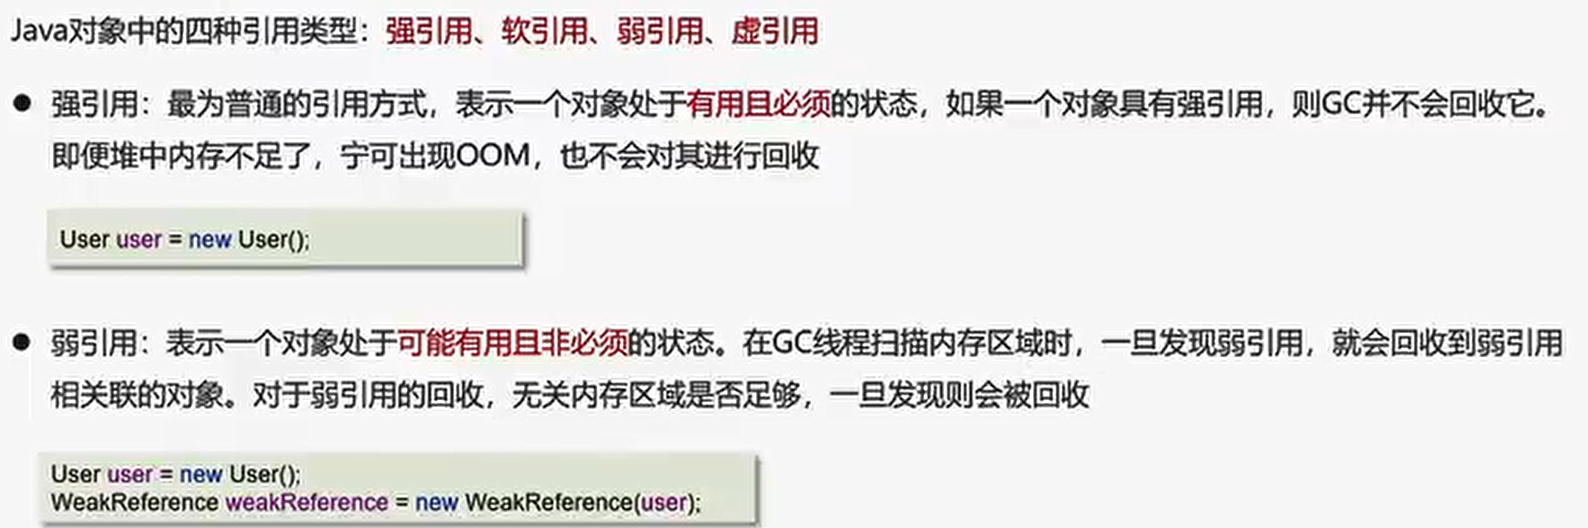 Java对象中的四种引用类型：强引用、软引用、弱引用、虚引用
● 强引用：最为普通的引用方式，表示一个对象处于有用且必须的状态，如果一个对象具有强引用，则GC并不会回收它。
即便堆中内存不足了，宁可出现OOM，也不会对其进行回收
User user = new User();
● 弱引用：表示一个对象处于可能有用且非必须的状态。在GC线程扫描内存区域时，一旦发现弱引用，就会回收到弱引用
相关联的对象。对于弱引用的回收，无关内存区域是否足够，一旦发现则会被回收
User user = new User();
WeakReference weakReference = new WeakReference(user);